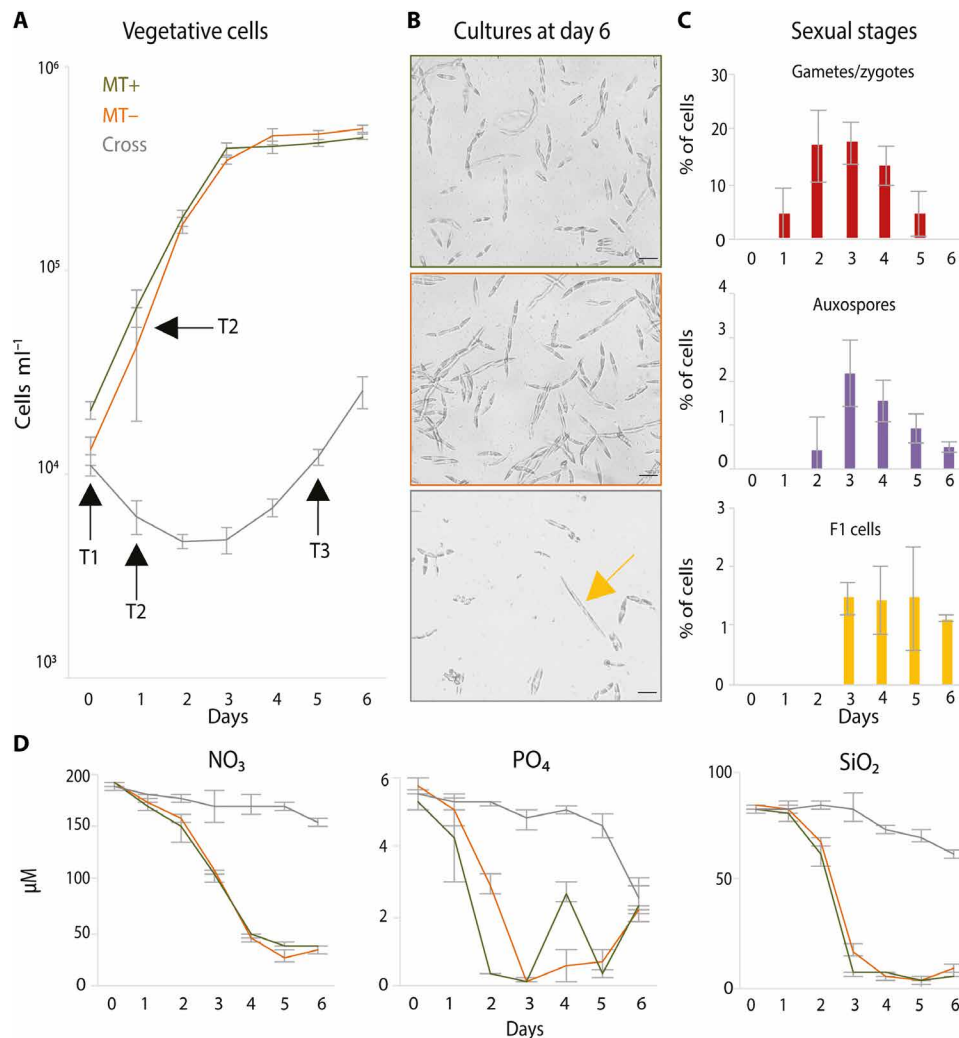 A
Vegetative cells
10⁶
MT+
MT–
Cross
10⁵
T2
Cells ml⁻¹
10⁴
T1
T2
T3
10³
0 1 2 3 4 5 6
Days
B
Cultures at day 6
C
Sexual stages
Gametes/zygotes
% of cells
30
20
10
0
0 1 2 3 4 5 6
Auxospores
% of cells
4
3
2
1
0
0 1 2 3 4 5 6
F1 cells
% of cells
3
2
1
0
0 1 2 3 4 5 6
Days
D
NO₃
µM
200
150
100
50
0
0 1 2 3 4 5 6
PO₄
6
4
2
0
0 1 2 3 4 5 6
Days
SiO₂
100
50
0
0 1 2 3 4 5 6